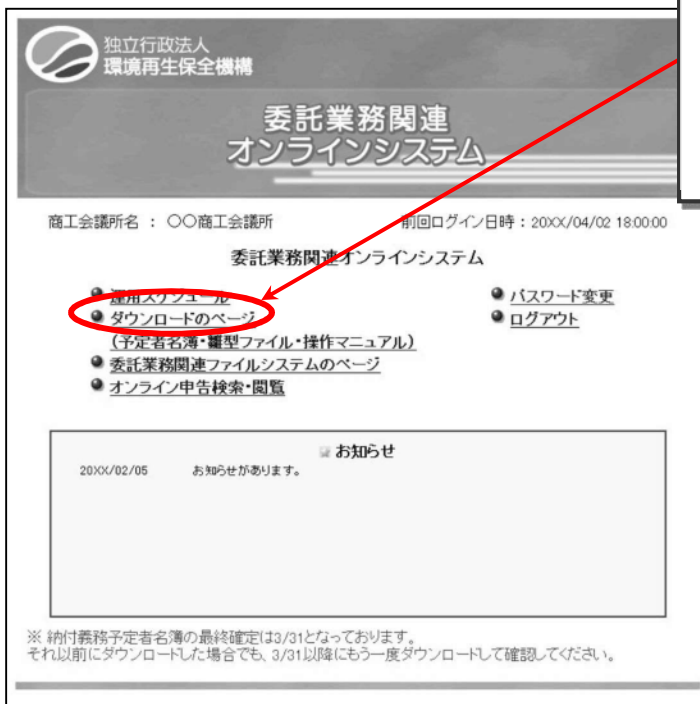 独立行政法人
環境再生保全機構
委託業務関連
オンラインシステム
商工会議所名 : 〇〇商工会議所
前回ログイン日時:20XX/04/02 18:00:00
委託業務関連オンラインシステム
運用スケジュール
ダウンロードのページ
(予定者名簿・雛型ファイル・操作マニュアル)
委託業務関連ファイルシステムのページ
オンライン申告検索・閲覧
パスワード変更
ログアウト
お知らせ
20XX/02/05 お知らせがあります。
※ 納付義務予定者名簿の最終確定は3/31となっております。
それ以前にダウンロードした場合でも、3/31以降にもう一度ダウンロードして確認してください。